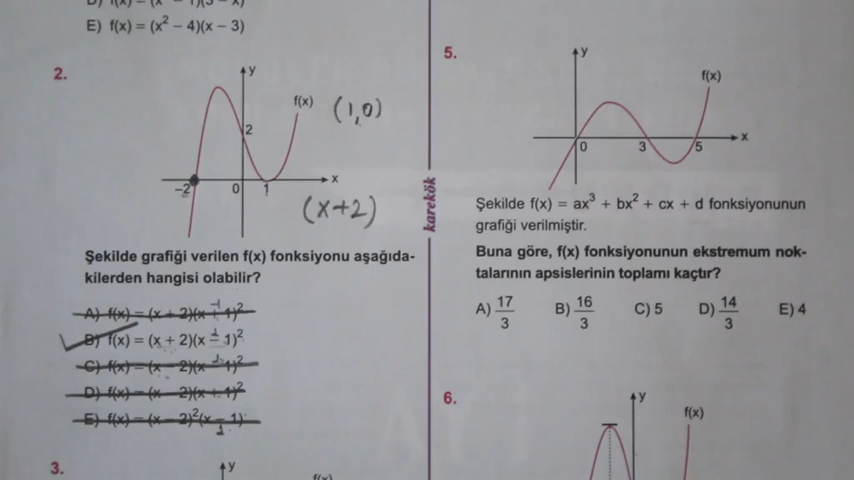 E) f(x) = (x² – 4)(x – 3)
2.
y
f(x)
(1,0)
2
x
–2
0
1
(x+2)
Şekilde grafiği verilen f(x) fonksiyonu aşağıda-
kilerden hangisi olabilir?
A) f(x) = (x + 2)(x + 1)²
B) f(x) = (x + 2)(x – 1)²
C) f(x) = (x – 2)(x – 1)²
D) f(x) = (x – 2)(x + 1)²
E) f(x) = (x – 2)²(x – 1)
3.
y
f(x)
karekök
5.
y
f(x)
x
0
3
5
Şekilde f(x) = ax³ + bx² + cx + d fonksiyonunun
grafiği verilmiştir.
Buna göre, f(x) fonksiyonunun ekstremum nok-
talarının apsislerinin toplamı kaçtır?
A) 17/3 B) 16/3 C) 5 D) 14/3 E) 4
6.
y
f(x)